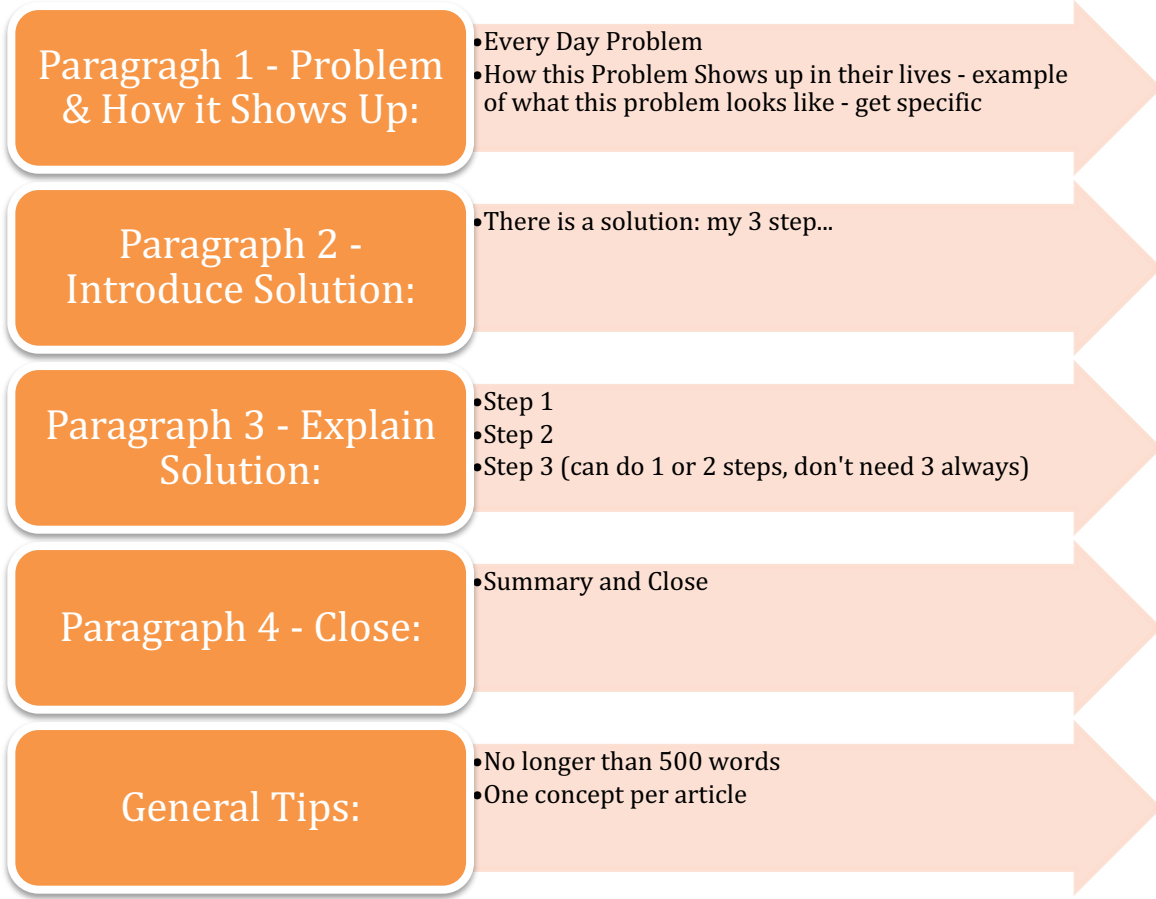 Paragragh 1 - Problem
& How it Shows Up:
•Every Day Problem
•How this Problem Shows up in their lives - example
of what this problem looks like - get specific
Paragraph 2 -
Introduce Solution:
•There is a solution: my 3 step...
Paragraph 3 - Explain
Solution:
•Step 1
•Step 2
•Step 3 (can do 1 or 2 steps, don't need 3 always)
Paragraph 4 - Close:
•Summary and Close
General Tips:
•No longer than 500 words
•One concept per article